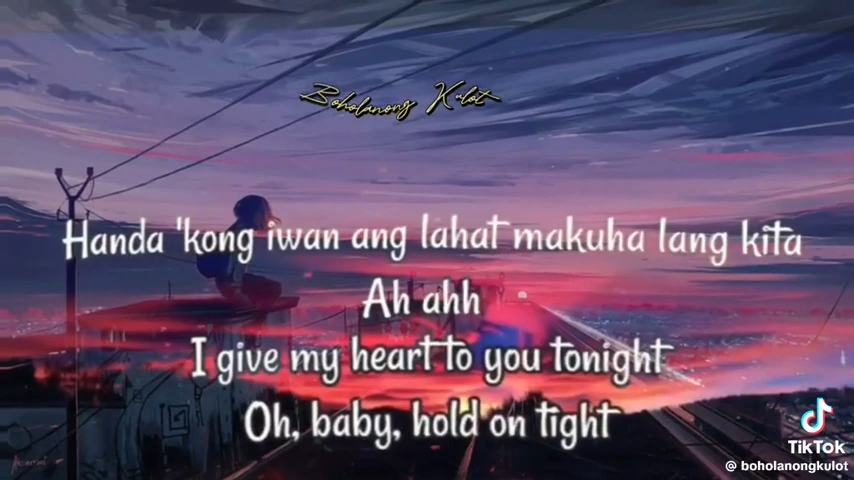 Boholanong Kulot
Handa 'kong iwan ang lahat makuha lang kita
Ah ahh
I give my heart to you tonight
Oh, baby, hold on tight
TikTok
@ boholanongkulot